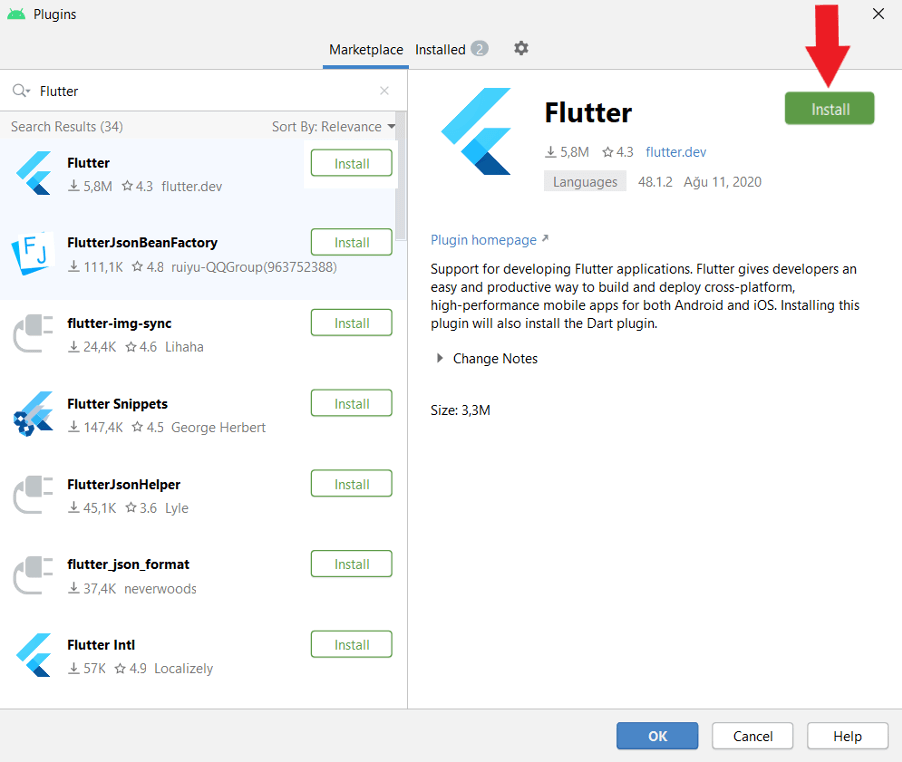 Plugins
Marketplace Installed 2
Flutter
Search Results (34) Sort By: Relevance
Flutter
Install
5,8M 4.3 flutter.dev
FlutterJsonBeanFactory
Install
111,1K 4.8 ruiyu-QQGroup(963752388)
flutter-img-sync
Install
24,4K 4.6 Lihaha
Flutter Snippets
Install
147,4K 4.5 George Herbert
FlutterJsonHelper
Install
45,1K 3.6 Lyle
flutter_json_format
Install
37,4K neverwoods
Flutter Intl
Install
57K 4.9 Localizely
Flutter
Install
5,8M 4.3 flutter.dev
Languages 48.1.2 Ağu 11, 2020
Plugin homepage
Support for developing Flutter applications. Flutter gives developers an
easy and productive way to build and deploy cross-platform,
high-performance mobile apps for both Android and iOS. Installing this
plugin will also install the Dart plugin.
Change Notes
Size: 3,3M
OK Cancel Help
FJ